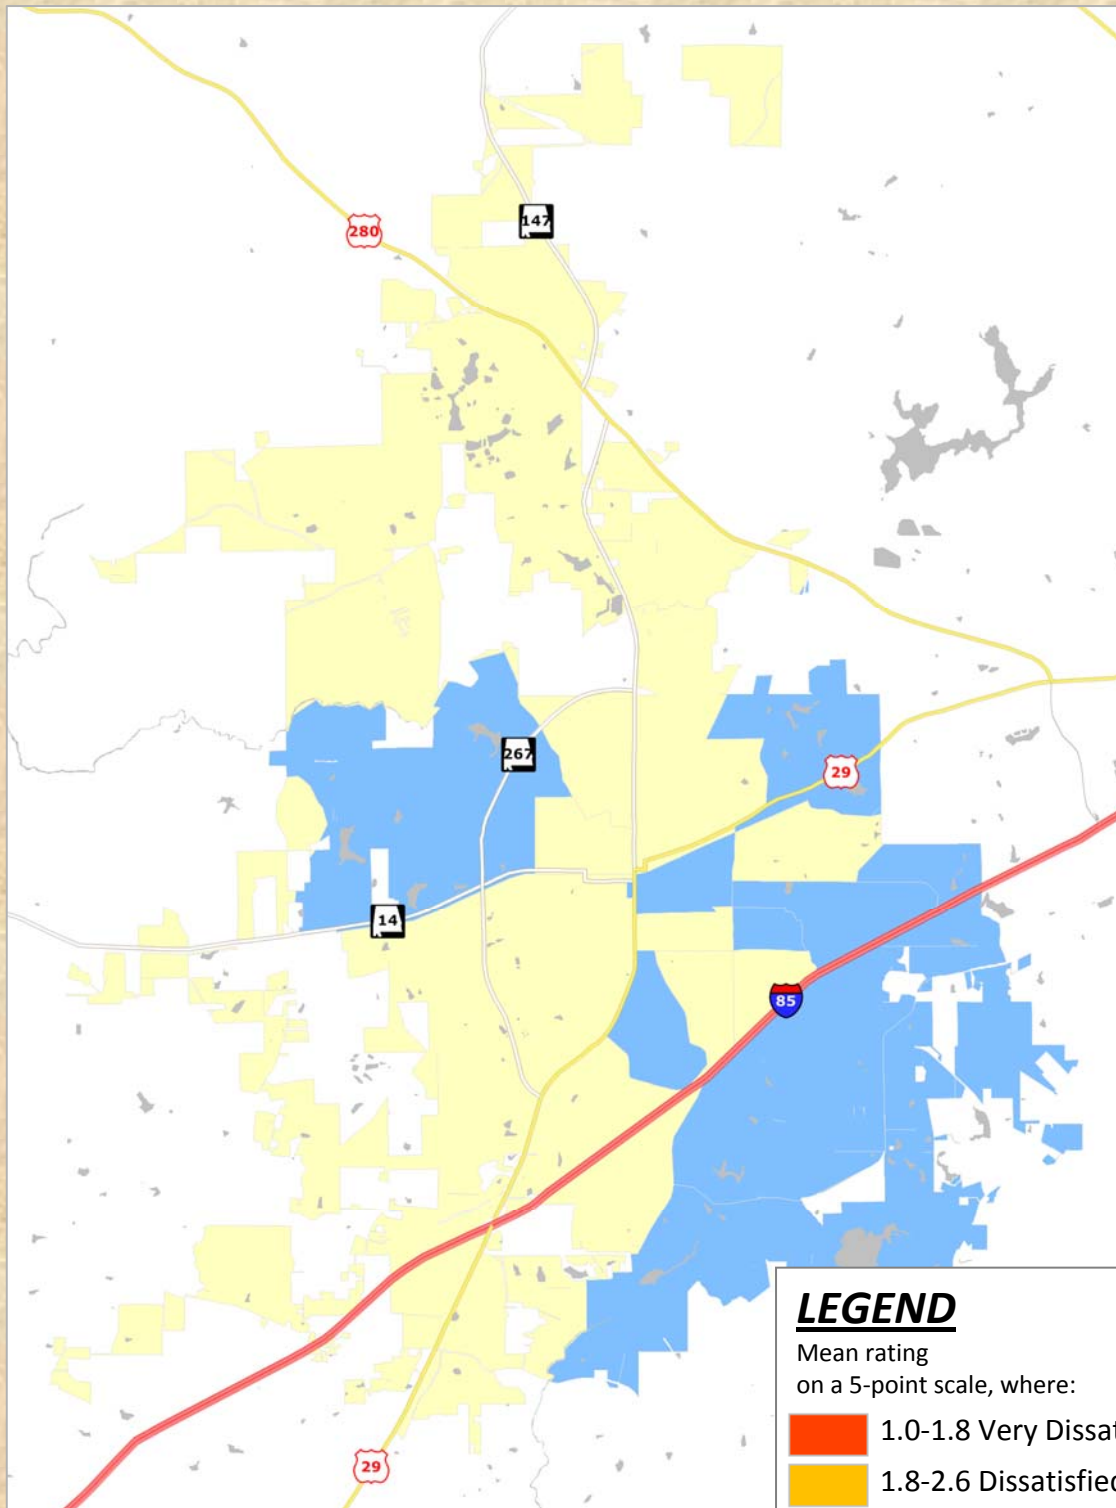 147
280
267
29
14
85
LEGEND
Mean rating
on a 5-point scale, where:
1.0-1.8 Very Dissat
1.8-2.6 Dissatisfied
29